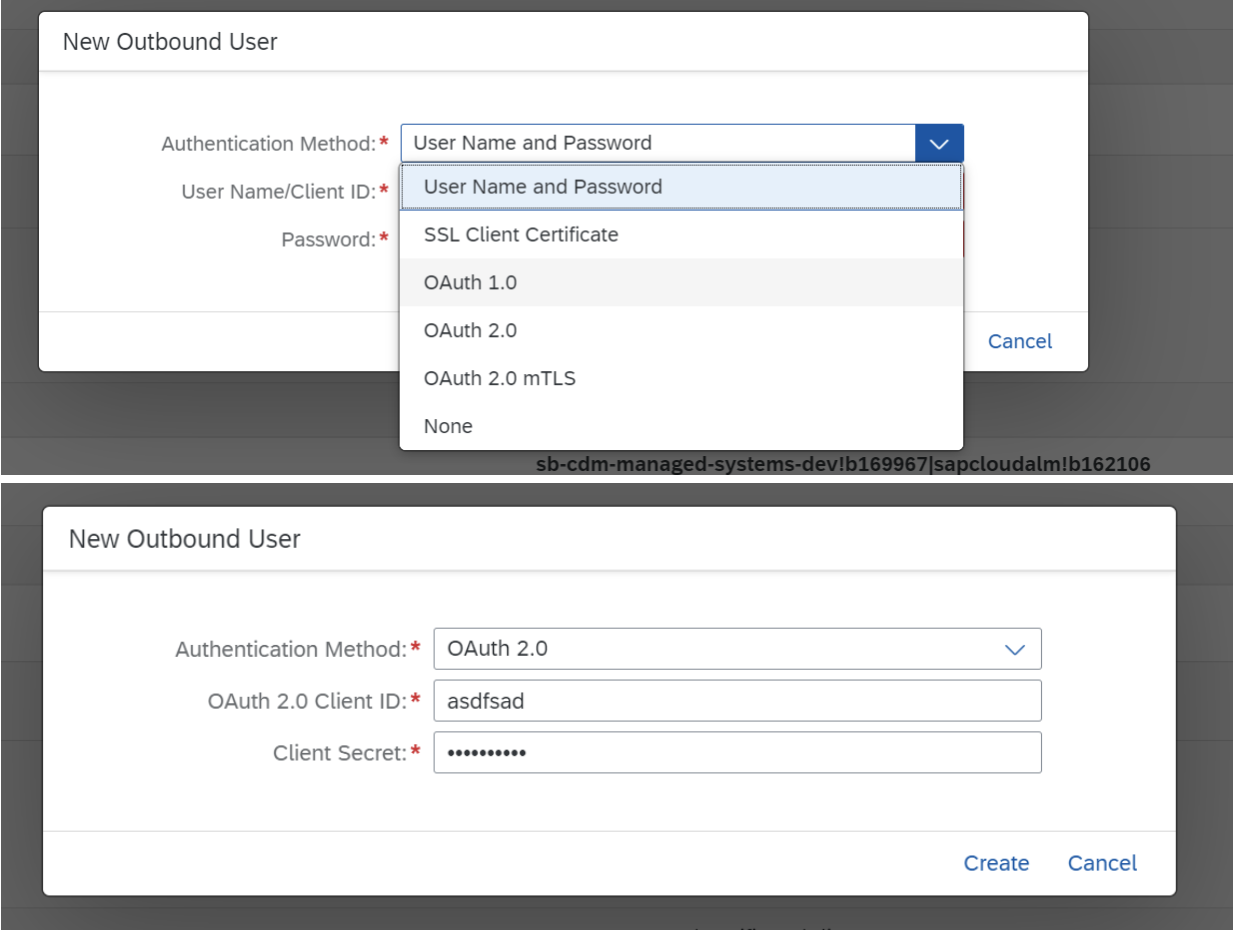 New Outbound User
Authentication Method:* User Name and Password
User Name/Client ID:* User Name and Password
Password:* SSL Client Certificate
OAuth 1.0
OAuth 2.0
Cancel
OAuth 2.0 mTLS
None
sb-cdm-managed-systems-dev!b169967|sapcloudalm!b162106
New Outbound User
Authentication Method:* OAuth 2.0
OAuth 2.0 Client ID:* asdfsad
Client Secret:* ••••••••••
Create Cancel